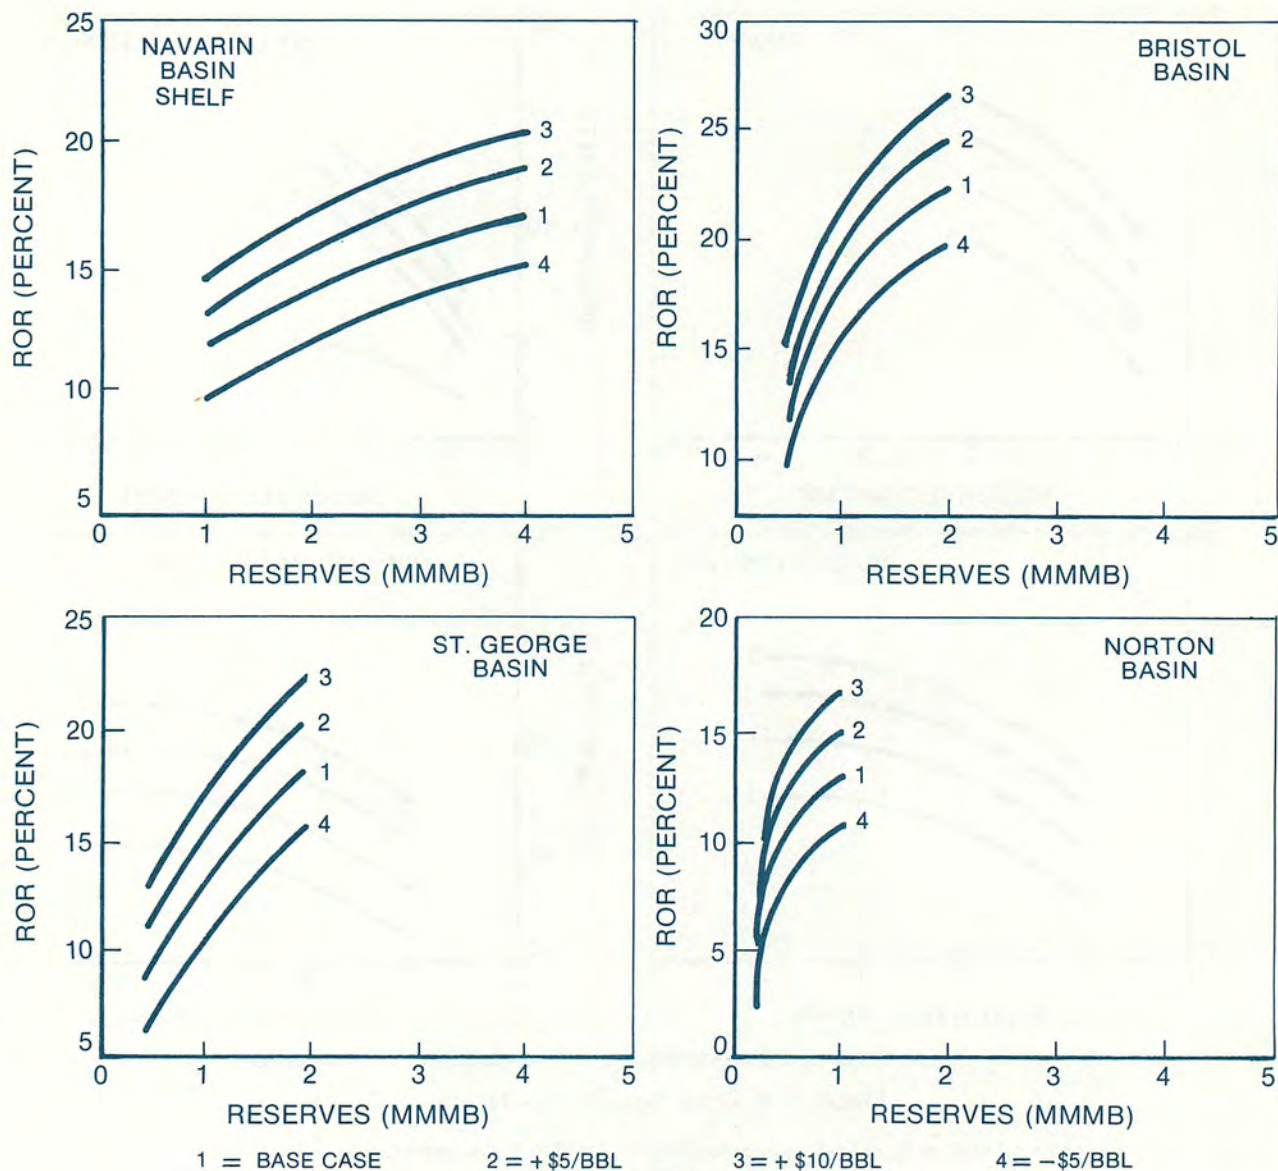 25
NAVARIN
BASIN
SHELF
20
15
10
5
ROR (PERCENT)
3
2
1
4
0 1 2 3 4 5
RESERVES (MMMB)
30
BRISTOL
BASIN
25
20
15
10
ROR (PERCENT)
3
2
1
4
0 1 2 3 4 5
RESERVES (MMMB)
25
ST. GEORGE
BASIN
20
15
10
5
ROR (PERCENT)
3
2
1
4
0 1 2 3 4 5
RESERVES (MMMB)
20
NORTON
BASIN
15
10
5
0
ROR (PERCENT)
3
2
1
4
0 1 2 3 4 5
RESERVES (MMMB)
1 = BASE CASE 2 = +$5/BBL 3 = +$10/BBL 4 = -$5/BBL